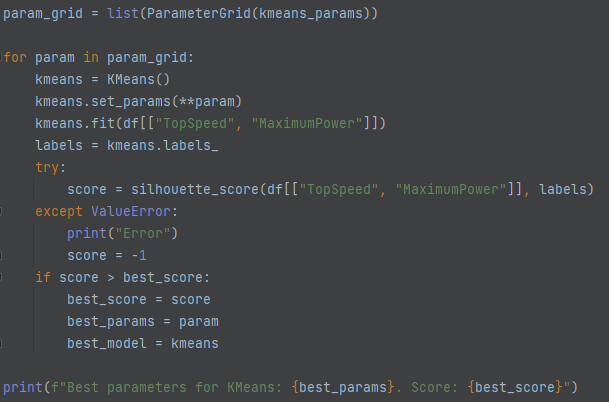 param_grid = list(ParameterGrid(kmeans_params))
for param in param_grid:
    kmeans = KMeans()
    kmeans.set_params(**param)
    kmeans.fit(df[["TopSpeed", "MaximumPower"]])
    labels = kmeans.labels_
    try:
        score = silhouette_score(df[["TopSpeed", "MaximumPower"]], labels)
    except ValueError:
        print("Error")
        score = -1
    if score > best_score:
        best_score = score
        best_params = param
        best_model = kmeans
print(f"Best parameters for KMeans: {best_params}. Score: {best_score}")